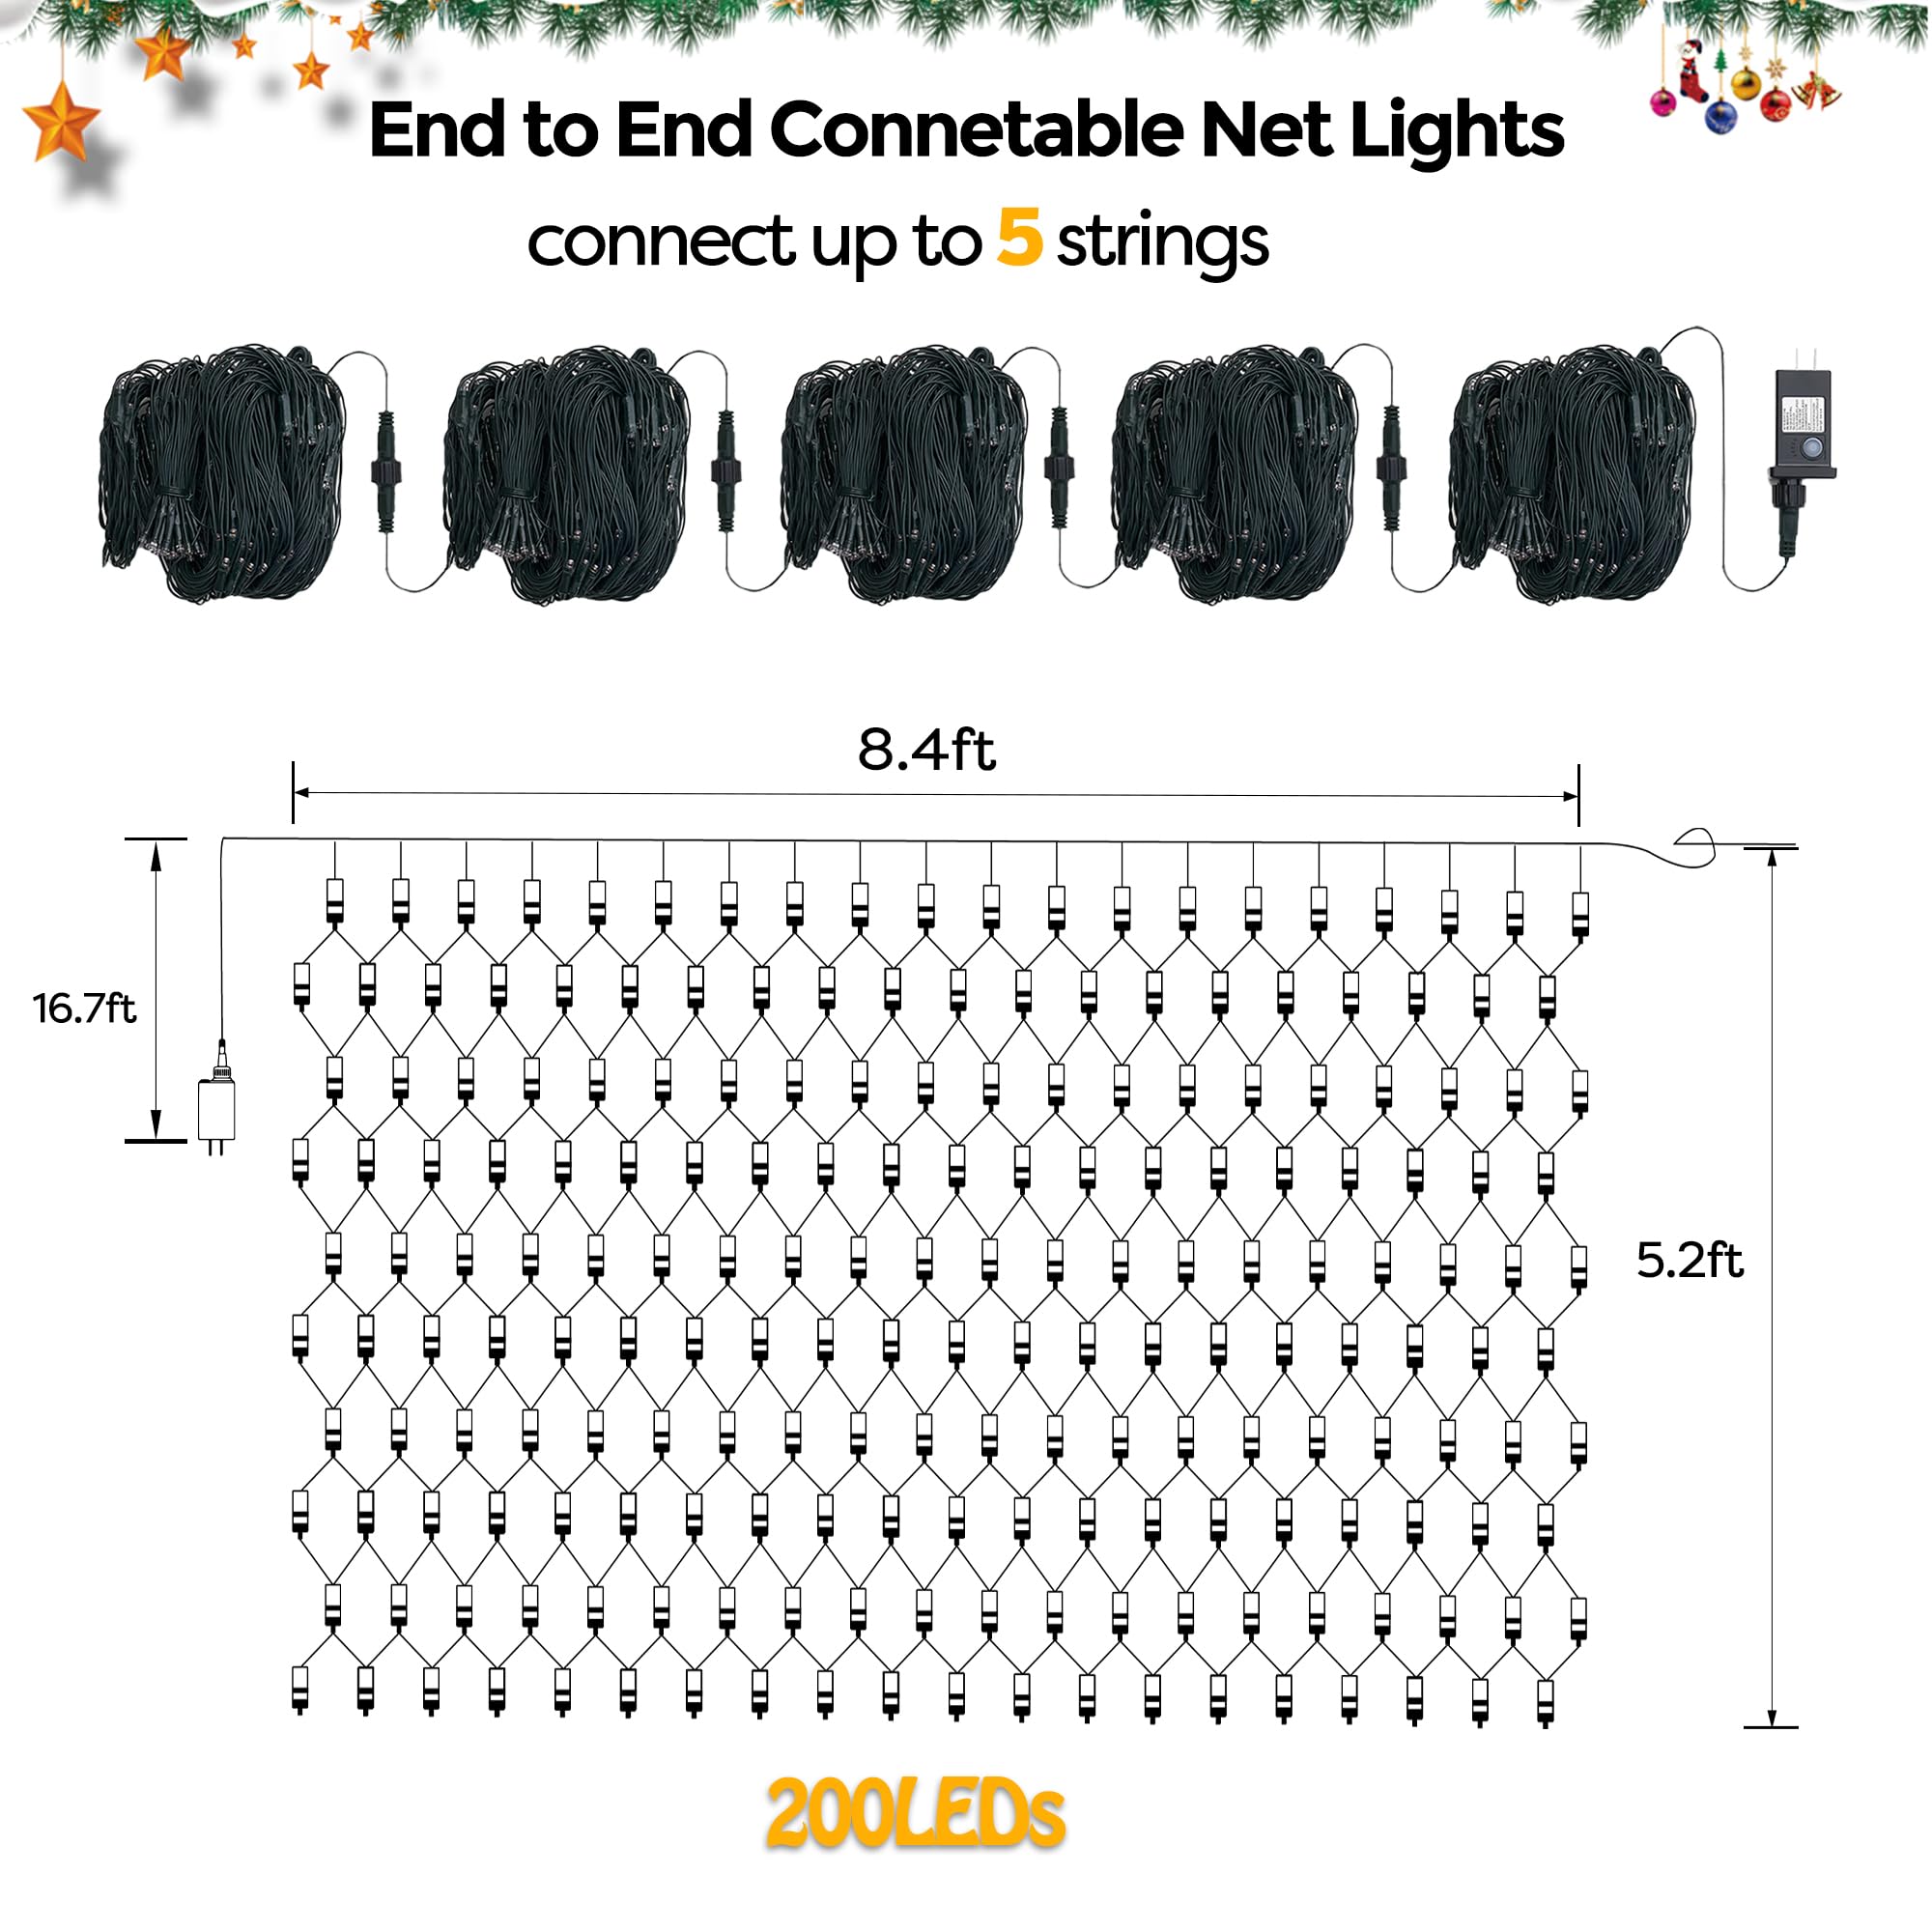 End to End Connetable Net Lights
connect up to 5 strings
8.4ft
16.7ft
5.2ft
200LEDs